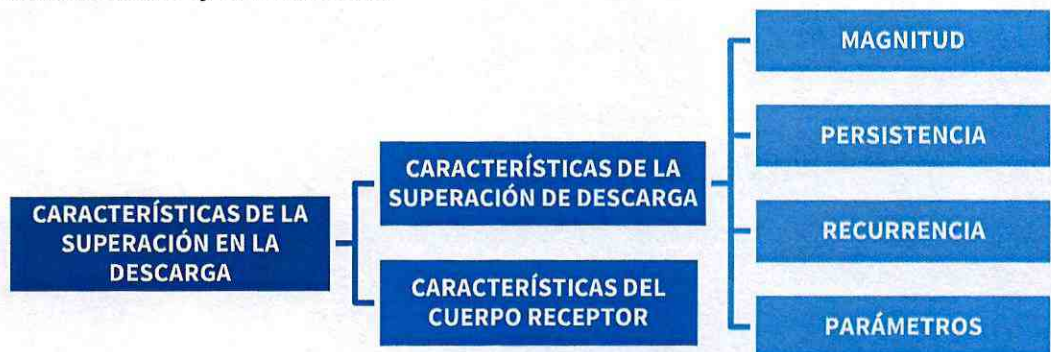 CARACTERÍSTICAS DE LA
SUPERACIÓN EN LA
DESCARGA
CARACTERÍSTICAS DE LA
SUPERACIÓN DE DESCARGA
CARACTERÍSTICAS DEL
CUERPO RECEPTOR
MAGNITUD
PERSISTENCIA
RECURRENCIA
PARÁMETROS